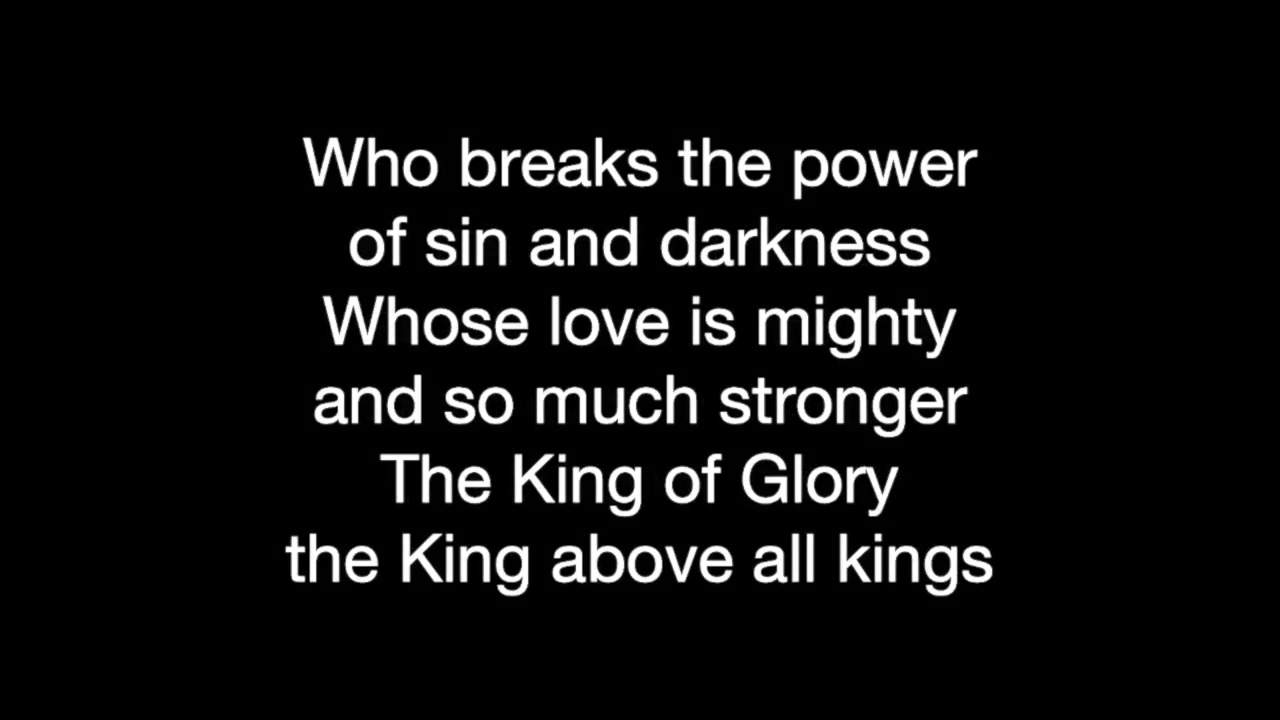 Who breaks the power
of sin and darkness
Whose love is mighty
and so much stronger
The King of Glory
the King above all kings